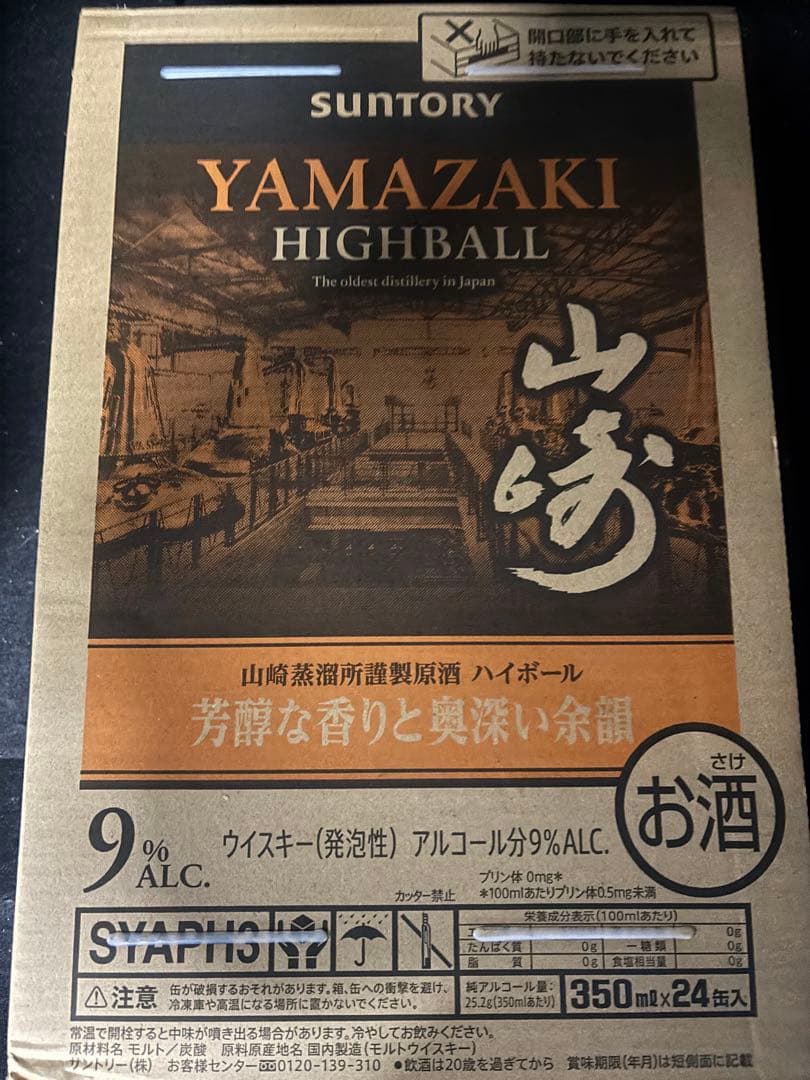 開口部に手を入れて
持たないでください
SUNTORY
YAMAZAKI
HIGHBALL
The oldest distillery in Japan
山崎
山崎蒸溜所謹製原酒 ハイボール
芳醇な香りと奥深い余韻
さけ
お酒
9%
ALC.
ウイスキー(発泡性) アルコール分9%ALC.
プリン体 0mg*
*100mlあたりプリン体0.5mg未満
カッター禁止
SYAPH3
栄養成分表示(100mlあたり)
0g
たんぱく質 0g 糖類 0g
脂質 0g 食塩相当量 0g
⚠注意 缶が破損するおそれがあります。箱、缶への衝撃を避け、
冷凍庫や高温になる場所に置かないでください。
純アルコール量:
25.2g(350mlあたり)
350ml×24缶入
常温で開栓すると中味が噴き出る場合があります。冷やしてお飲みください。
原材料名 モルト/炭酸 原料原産地名 国内製造(モルトウイスキー)
サントリー(株) お客様センター 0120-139-310 ●飲酒は20歳を過ぎてから 賞味期限(年月)は短側面に記載